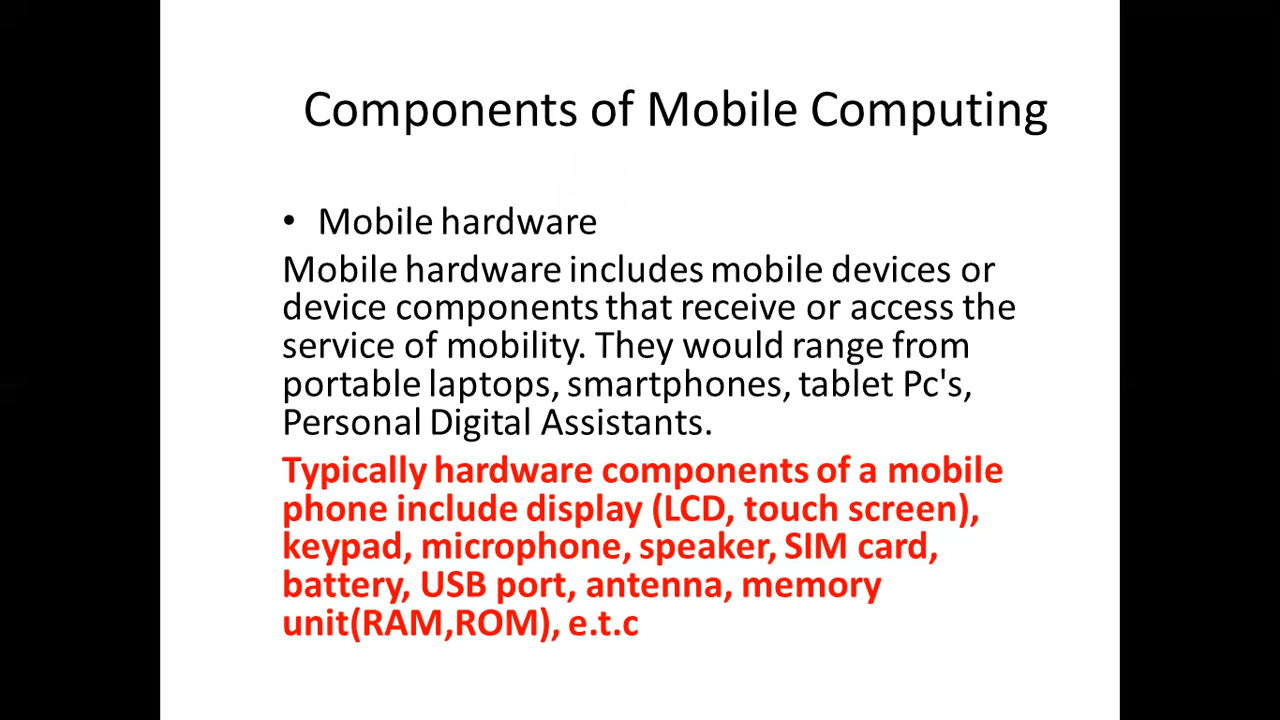 Components of Mobile Computing
• Mobile hardware
Mobile hardware includes mobile devices or
device components that receive or access the
service of mobility. They would range from
portable laptops, smartphones, tablet Pc's,
Personal Digital Assistants.
Typically hardware components of a mobile
phone include display (LCD, touch screen),
keypad, microphone, speaker, SIM card,
battery, USB port, antenna, memory
unit(RAM,ROM), e.t.c